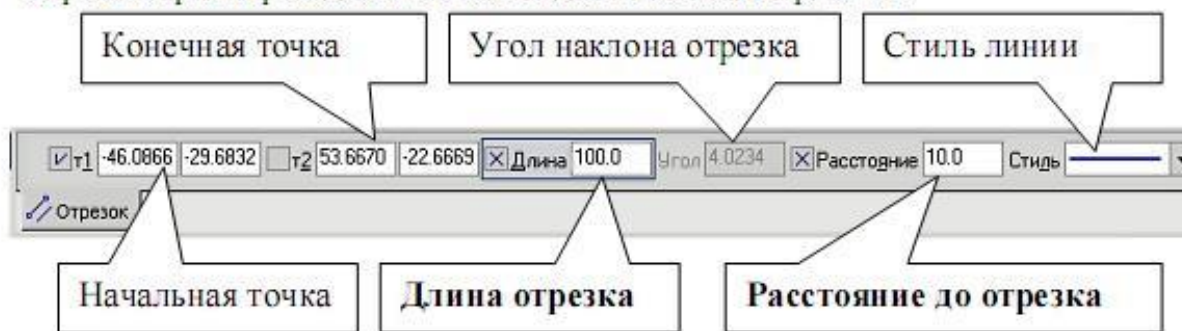 Конечная точка
Угол наклона отрезка
Стиль линии
т1 -46.0866 -29.6832 т2 53.6670 -22.6669 Длина 100.0 Угол 4.0234 Расстояние 10.0 Стиль
Отрезок
Начальная точка
Длина отрезка
Расстояние до отрезка